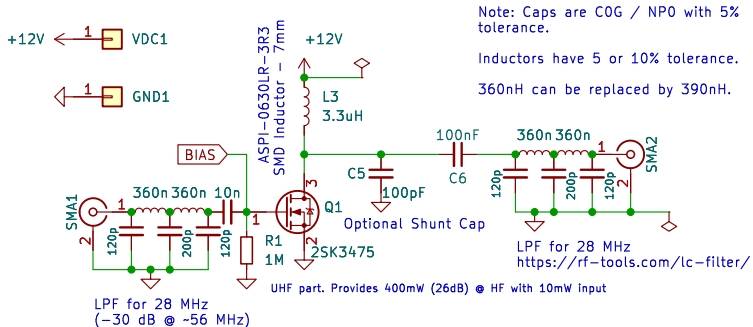 Note: Caps are C0G / NP0 with 5%
tolerance.
Inductors have 5 or 10% tolerance.
360nH can be replaced by 390nH.
+12V
1
VDC1
1
GND1
ASPI-0630LR-3R3
SMD Inductor - 7mm
+12V
L3
3.3uH
BIAS
100nF
C6
C5
100pF
Optional Shunt Cap
360n 360n
1
SMA2
2
120p
200p
120p
LPF for 28 MHz
https://rf-tools.com/lc-filter/
SMA1
1
2
360n 360n
10n
120p
200p
120p
1
3
Q1
2
2SK3475
R1
1M
UHF part. Provides 400mW (26dB) @ HF with 10mW input
LPF for 28 MHz
(-30 dB @ ~56 MHz)